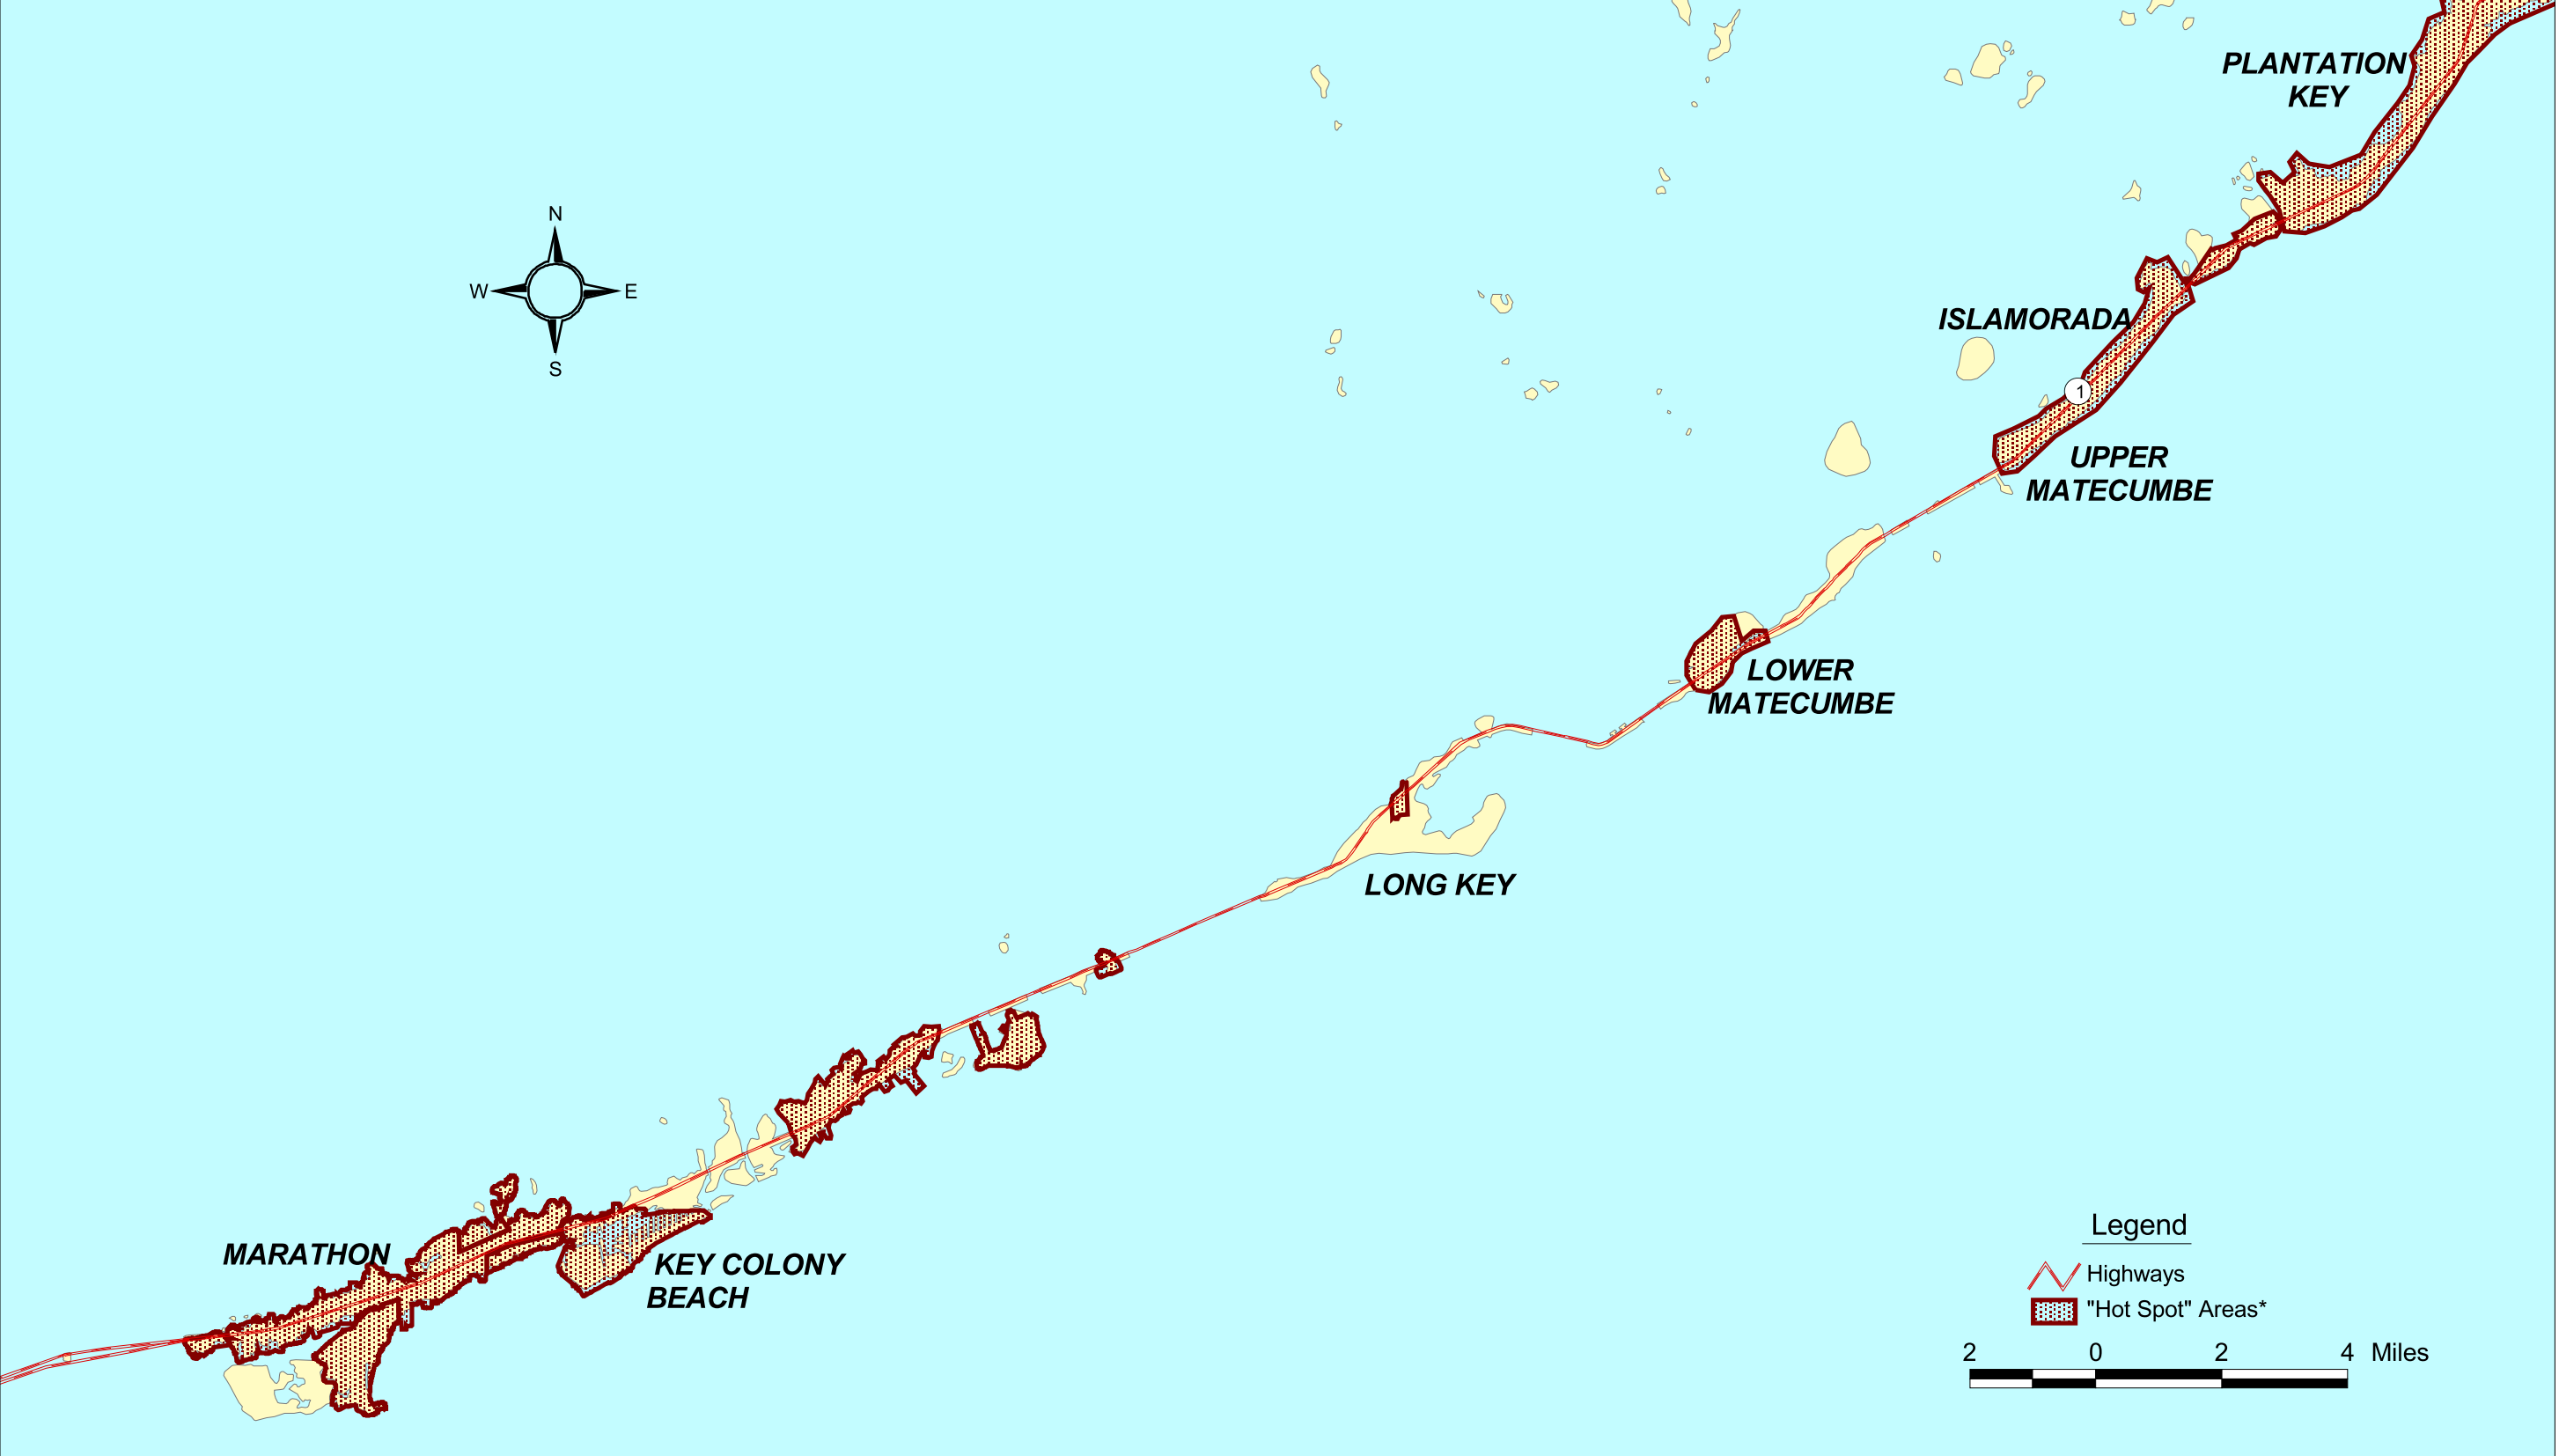 PLANTATION
KEY
N
W
E
S
ISLAMORADA
1
UPPER
MATECUMBE
LOWER
MATECUMBE
LONG KEY
MARATHON
KEY COLONY
BEACH
Legend
Highways
"Hot Spot" Areas*
2 0 2 4 Miles